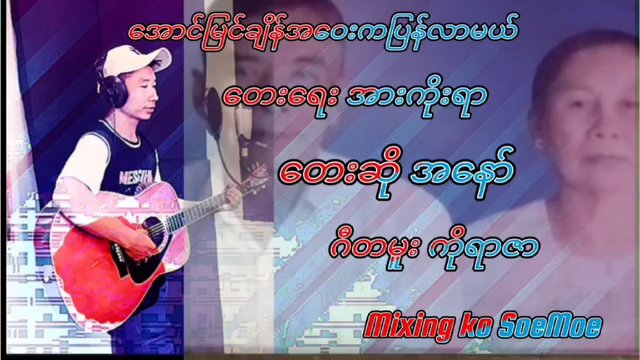 အောင်မြင်ချိန်အဝေးကပြန်လာမယ်
တေးရေး အားကိုးရာ
တေးဆို အနော်
ဂီတမှူး ကိုရာဇာ
Mixing ko SoeMoe